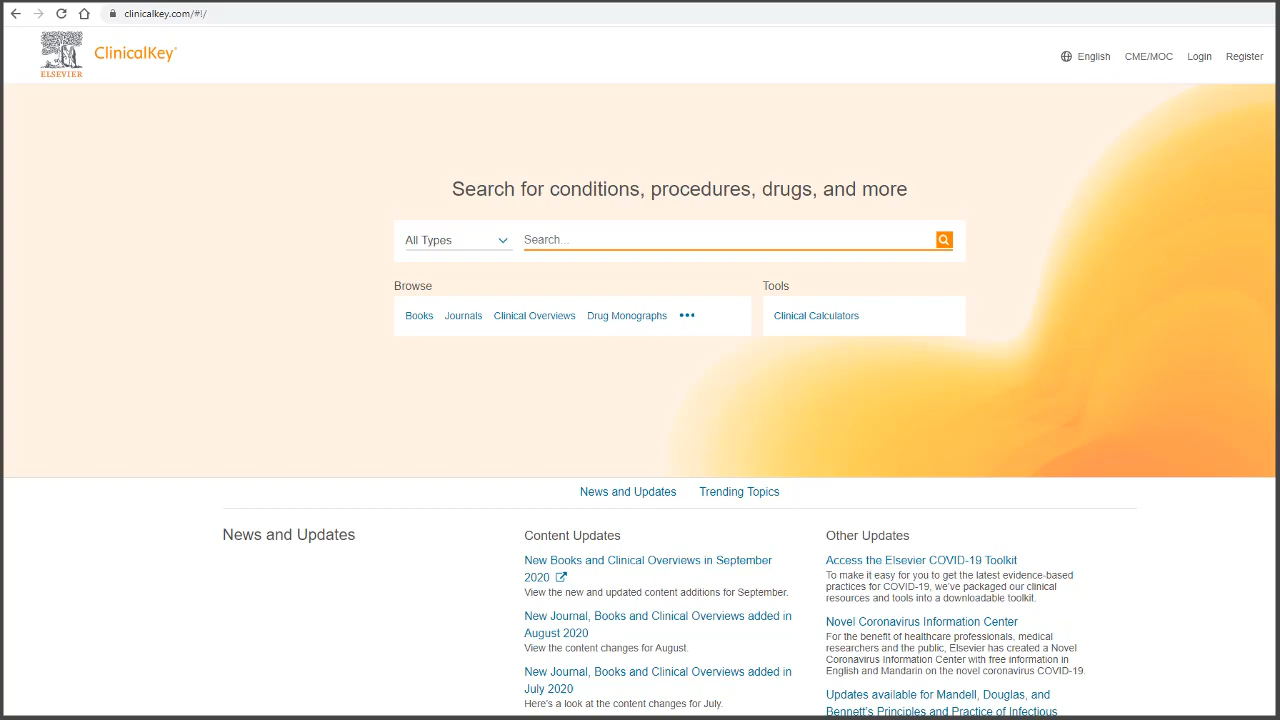 clinicalkey.com/#!/
ELSEVIER
ClinicalKey®
English CME/MOC Login Register
Search for conditions, procedures, drugs, and more
All Types Search...
Browse Tools
Books Journals Clinical Overviews Drug Monographs ••• Clinical Calculators
News and Updates Trending Topics
News and Updates
Content Updates
New Books and Clinical Overviews in September
2020
View the new and updated content additions for September.
New Journal, Books and Clinical Overviews added in
August 2020
View the content changes for August.
New Journal, Books and Clinical Overviews added in
July 2020
Here's a look at the content changes for July.
Other Updates
Access the Elsevier COVID-19 Toolkit
To make it easy for you to get the latest evidence-based
practices for COVID-19, we've packaged our clinical
resources and tools into a downloadable toolkit.
Novel Coronavirus Information Center
For the benefit of healthcare professionals, medical
researchers and the public, Elsevier has created a Novel
Coronavirus Information Center with free information in
English and Mandarin on the novel coronavirus COVID-19.
Updates available for Mandell, Douglas, and
Bennett's Principles and Practice of Infectious